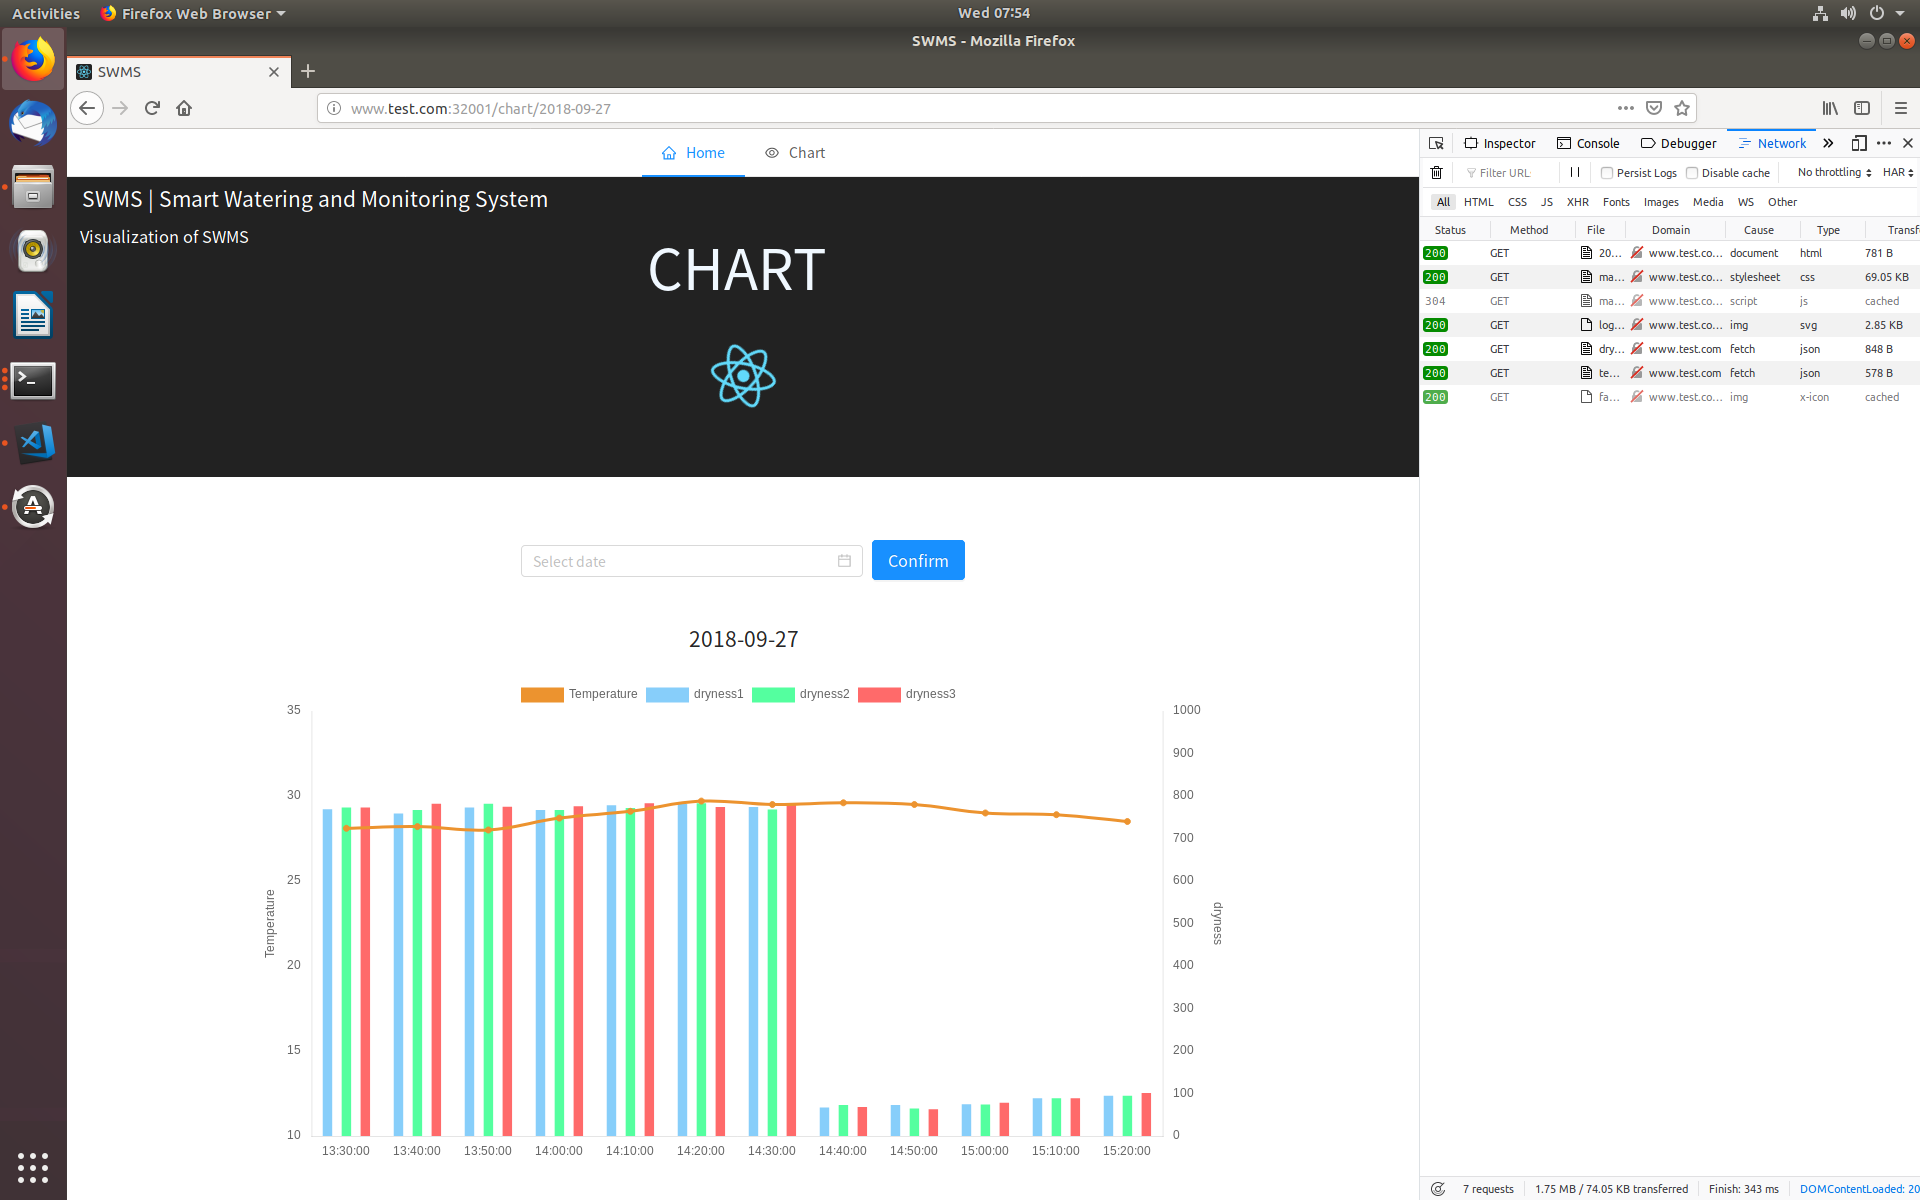 Activities Firefox Web Browser Wed 07:54
SWMS - Mozilla Firefox
SWMS
www.test.com:32001/chart/2018-09-27
Home Chart
SWMS | Smart Watering and Monitoring System
Visualization of SWMS
CHART
Select date Confirm
2018-09-27
Temperature dryness1 dryness2 dryness3
35
30
25
20
15
10
Temperature
1000
900
800
700
600
500
400
300
200
100
0
dryness
13:30:00 13:40:00 13:50:00 14:00:00 14:10:00 14:20:00 14:30:00 14:40:00 14:50:00 15:00:00 15:10:00 15:20:00
Inspector Console Debugger Network
Filter URL Persist Logs Disable cache No throttling HAR
All HTML CSS JS XHR Fonts Images Media WS Other
Status Method File Domain Cause Type Transf
200 GET 20... www.test.co... document html 781 B
200 GET ma... www.test.co... stylesheet css 69.05 KB
304 GET ma... www.test.co... script js cached
200 GET log... www.test.co... img svg 2.85 KB
200 GET dry... www.test.com fetch json 848 B
200 GET te... www.test.com fetch json 578 B
200 GET fa... www.test.co... img x-icon cached
7 requests 1.75 MB / 74.05 KB transferred Finish: 343 ms DOMContentLoaded: 20